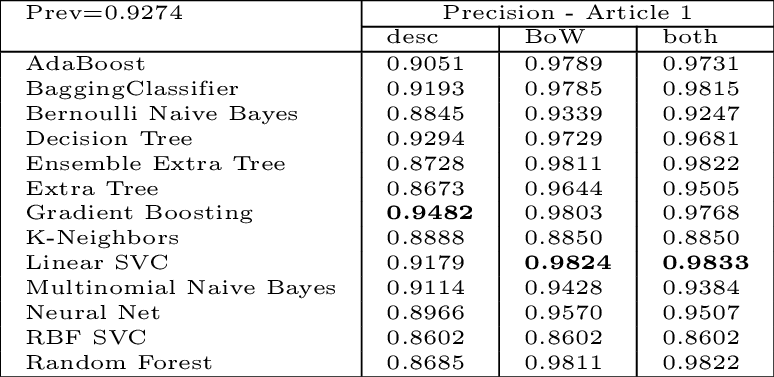 Prev=0.9274 Precision - Article 1
desc BoW both
AdaBoost 0.9051 0.9789 0.9731
BaggingClassifier 0.9193 0.9785 0.9815
Bernoulli Naive Bayes 0.8845 0.9339 0.9247
Decision Tree 0.9294 0.9729 0.9681
Ensemble Extra Tree 0.8728 0.9811 0.9822
Extra Tree 0.8673 0.9644 0.9505
Gradient Boosting 0.9482 0.9803 0.9768
K-Neighbors 0.8888 0.8850 0.8850
Linear SVC 0.9179 0.9824 0.9833
Multinomial Naive Bayes 0.9114 0.9428 0.9384
Neural Net 0.8966 0.9570 0.9507
RBF SVC 0.8602 0.8602 0.8602
Random Forest 0.8685 0.9811 0.9822